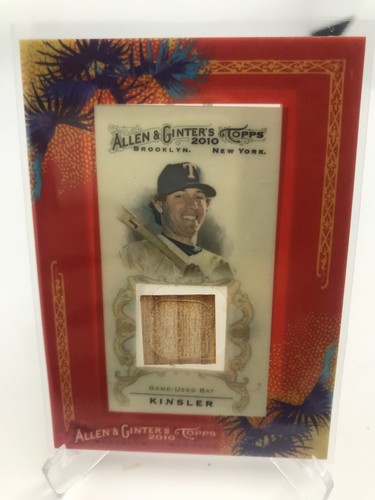 ALLEN & GINTER'S TOPPS
2010
BROOKLYN. NEW YORK.
T
GAME-USED BAT
KINSLER
ALLEN & GINTER'S TOPPS
2010